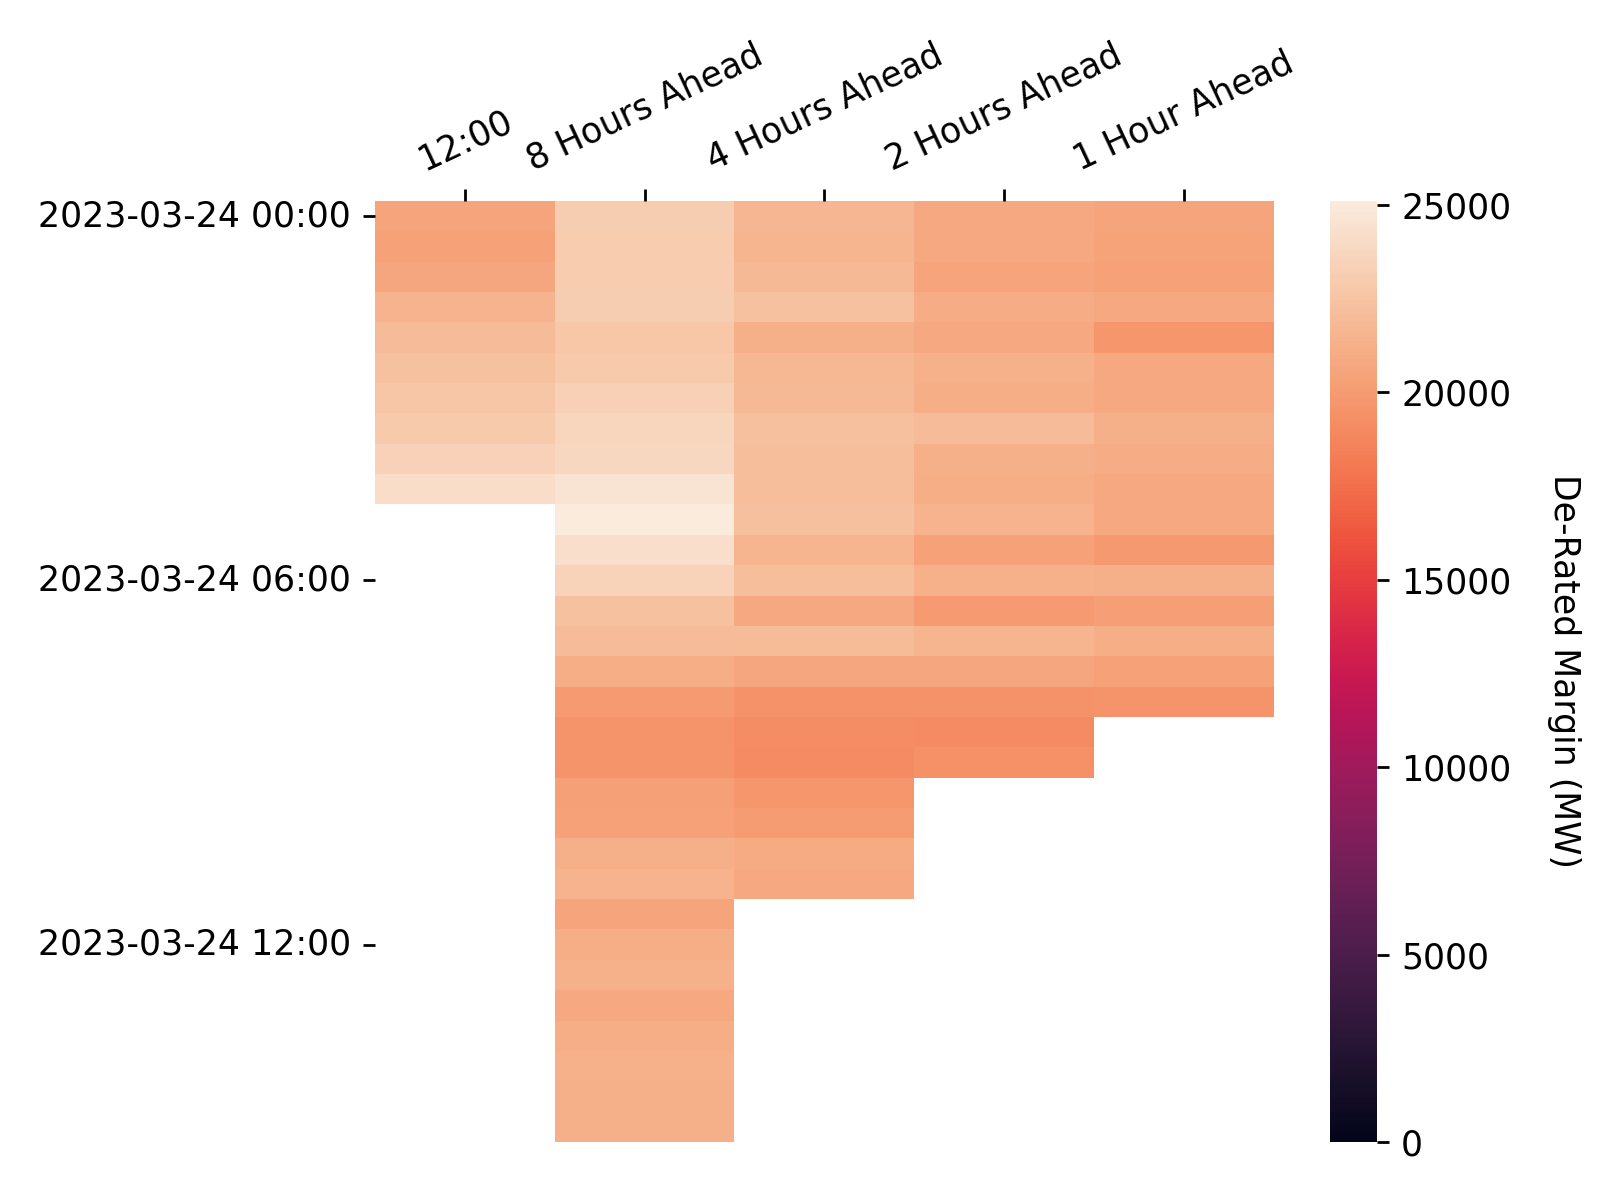 12:00
8 Hours Ahead
4 Hours Ahead
2 Hours Ahead
1 Hour Ahead
2023-03-24 00:00
2023-03-24 06:00
2023-03-24 12:00
25000
20000
15000
10000
5000
0
De-Rated Margin (MW)